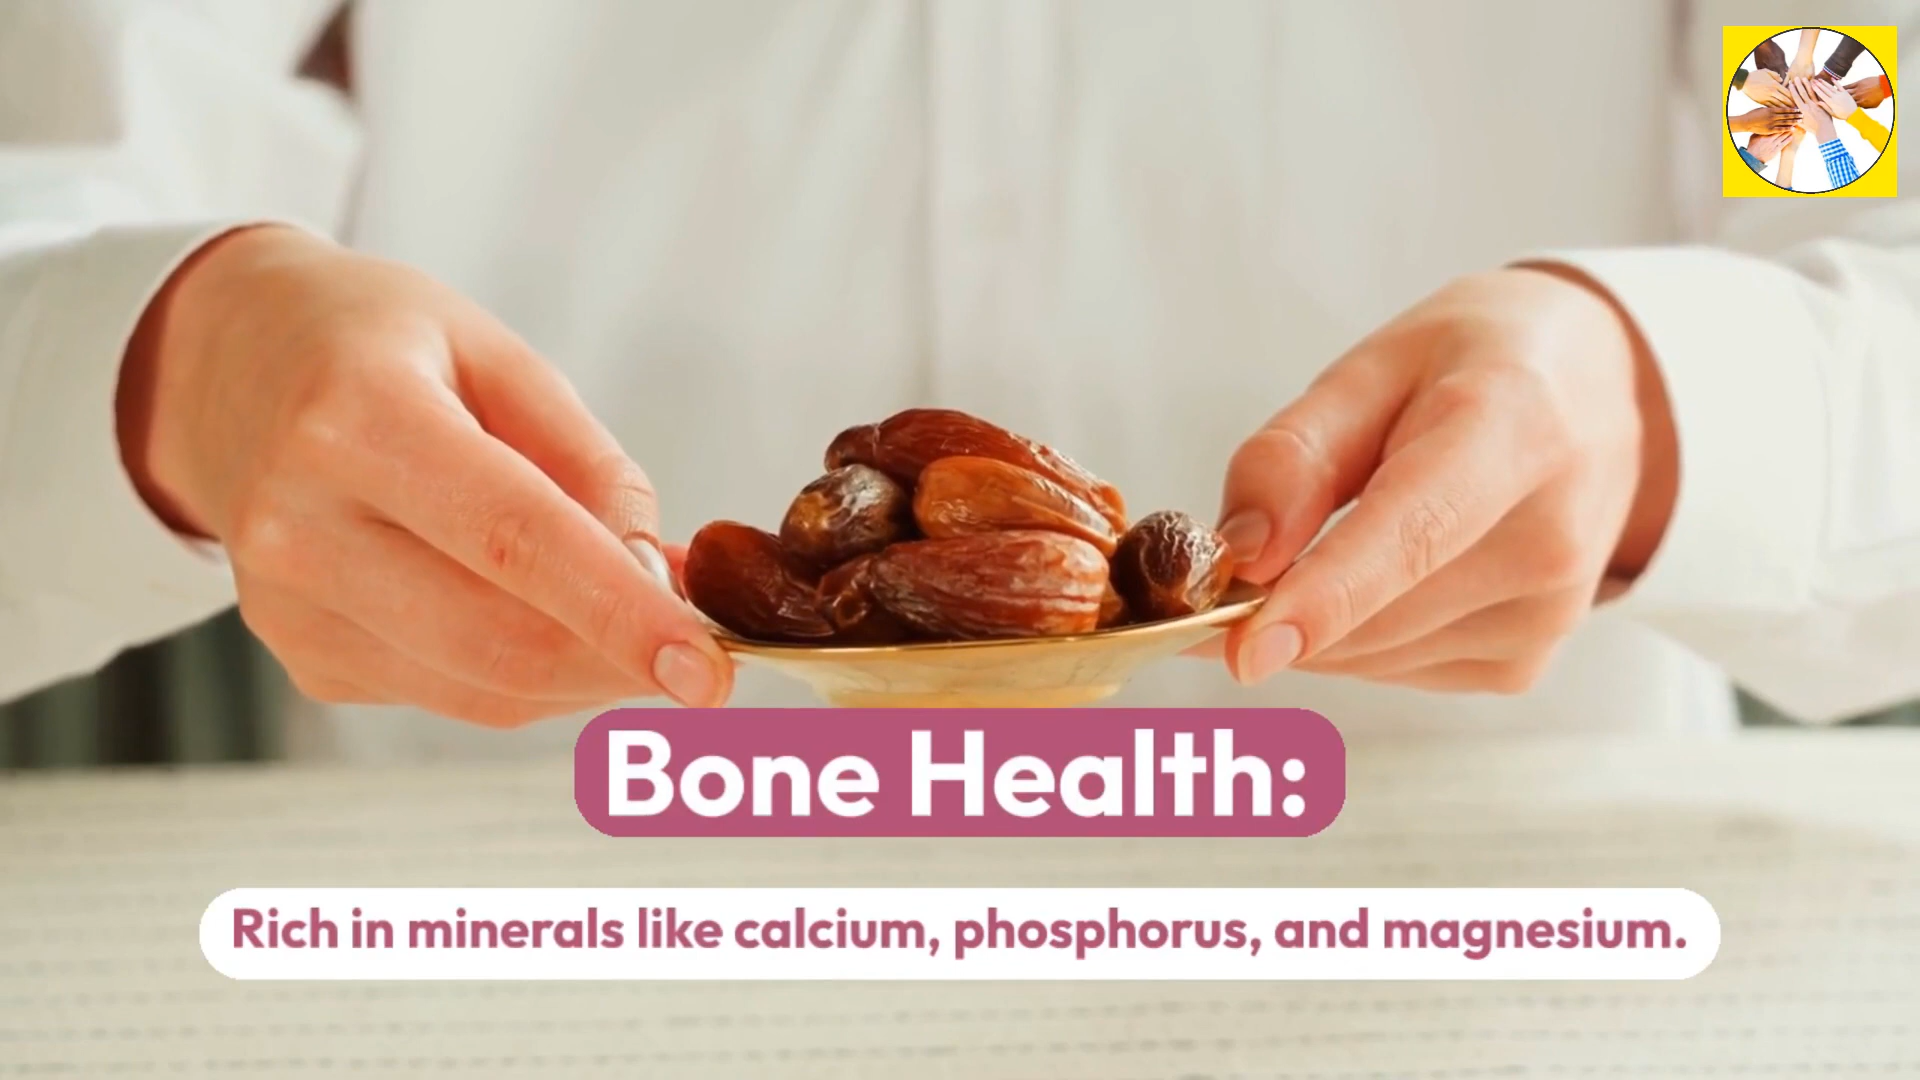 Bone Health:
Rich in minerals like calcium, phosphorus, and magnesium.